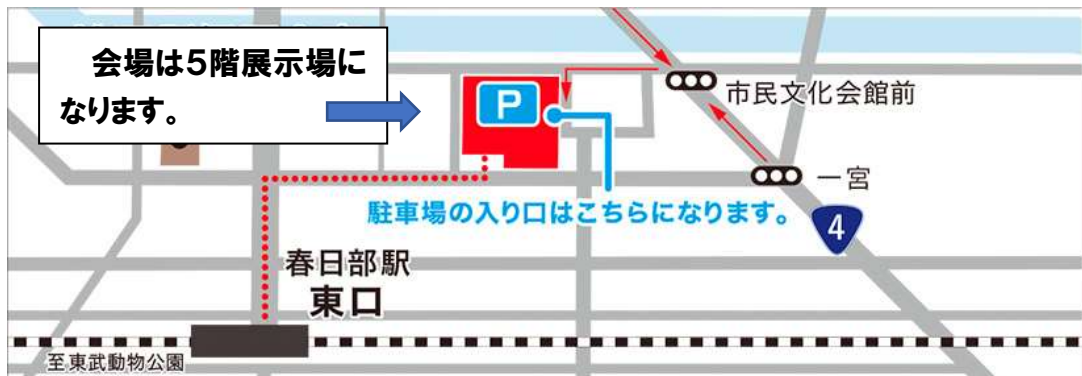 会場は5階展示場に
なります。
P
市民文化会館前
一宮
駐車場の入り口はこちらになります。
4
春日部駅
東口
至東武動物公園